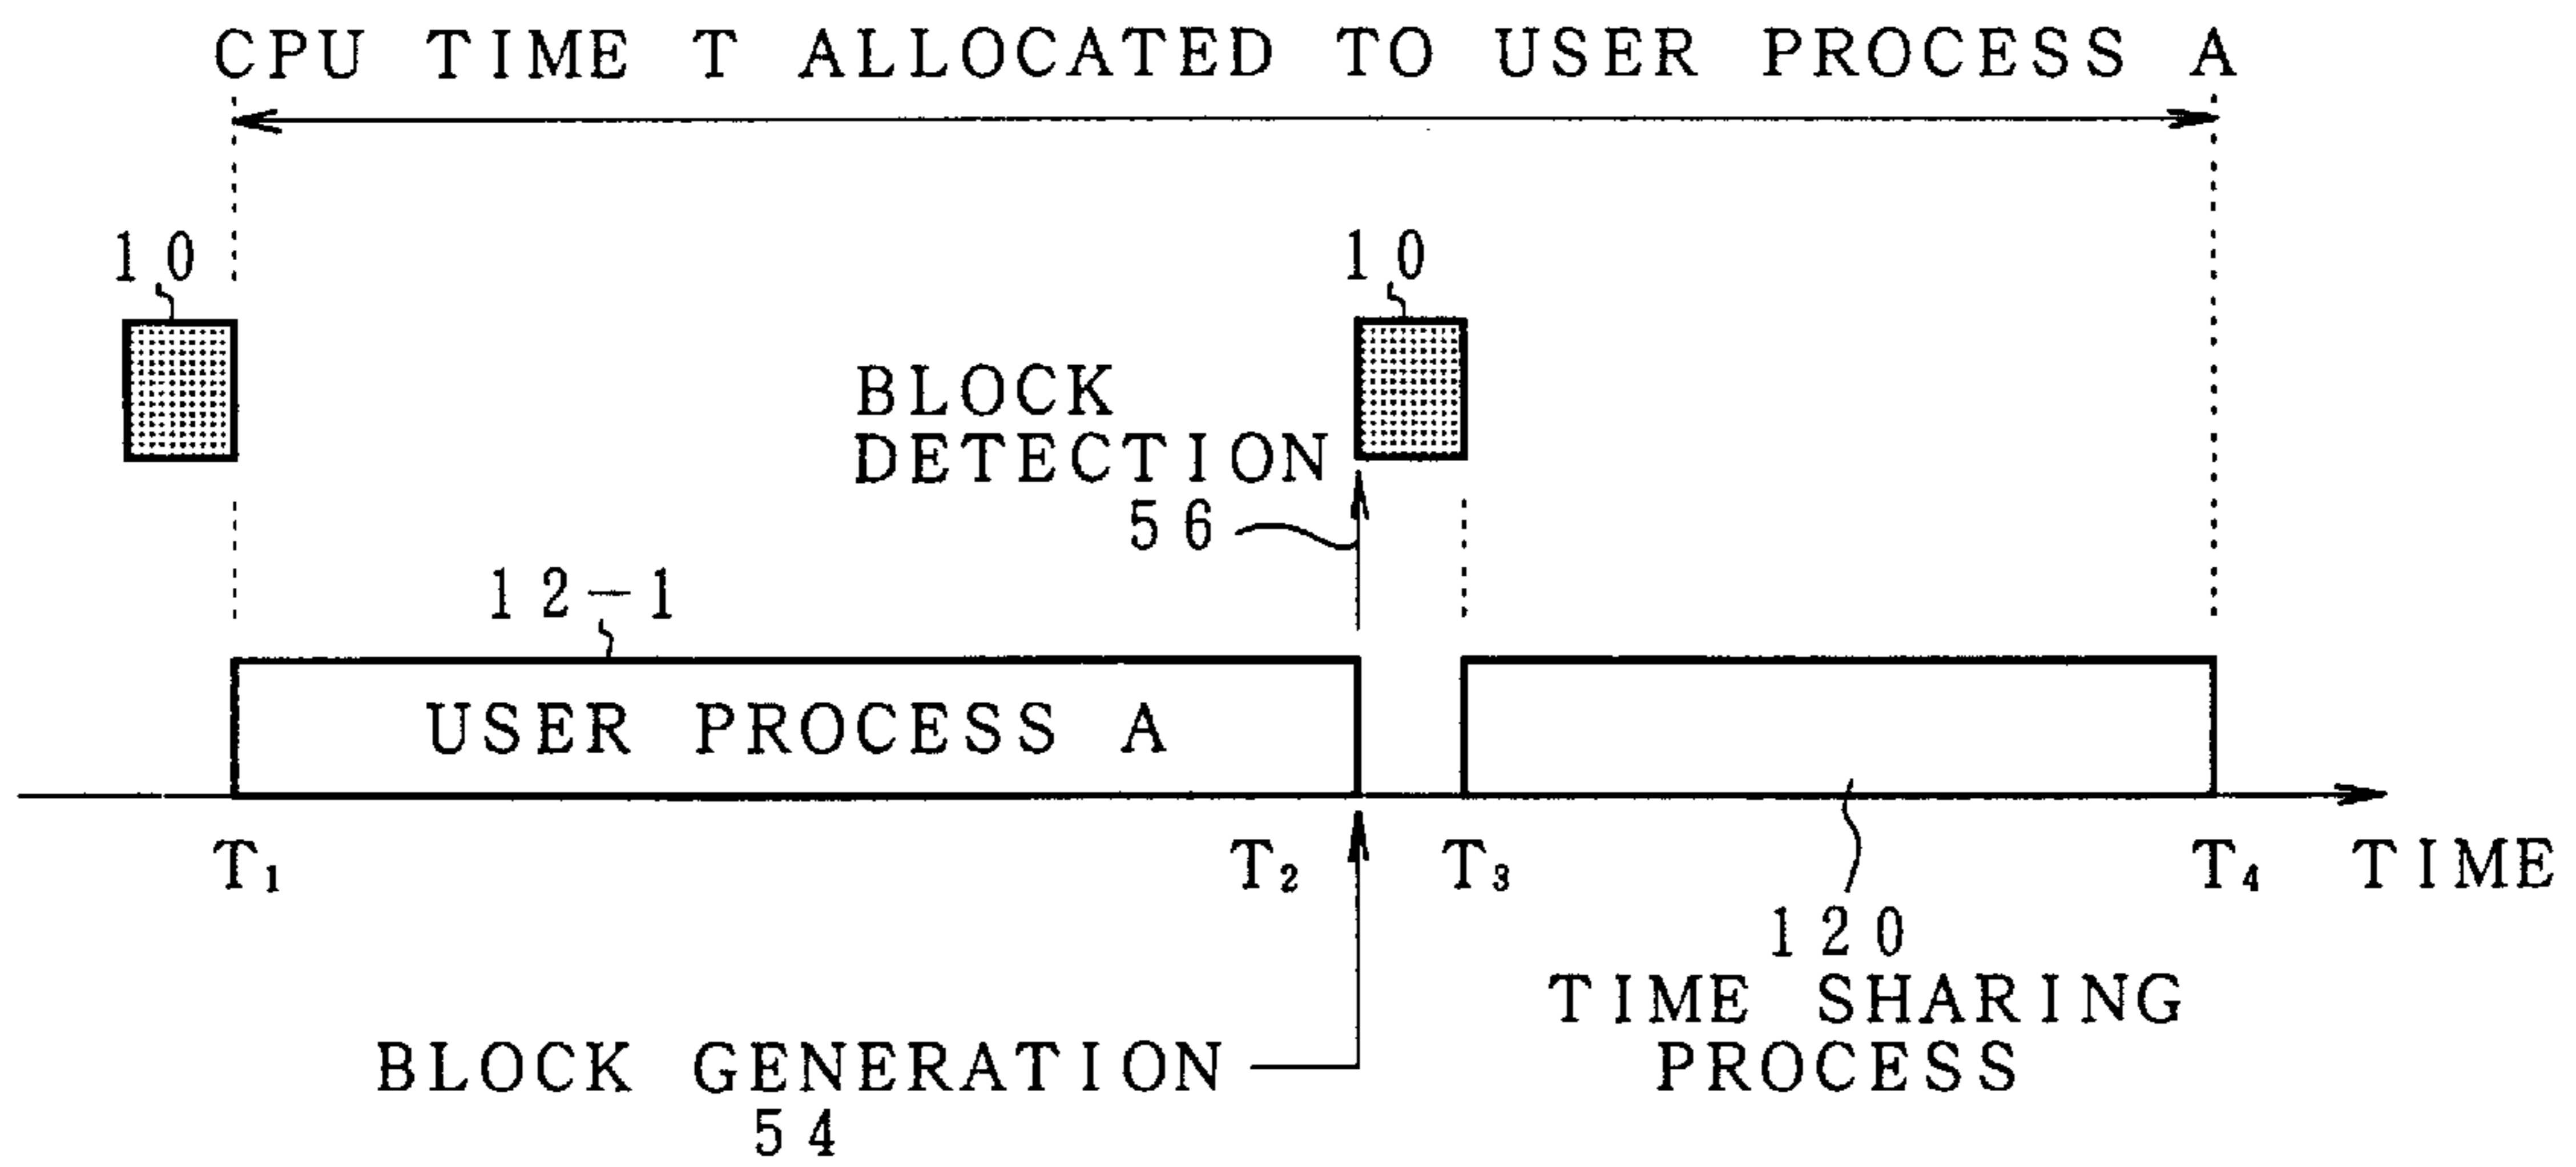 CPU TIME T ALLOCATED TO USER PROCESS A
10
10
BLOCK
DETECTION
56
12-1
USER PROCESS A
T₁
T₂
T₃
T₄
TIME
120
TIME SHARING
PROCESS
BLOCK GENERATION
54